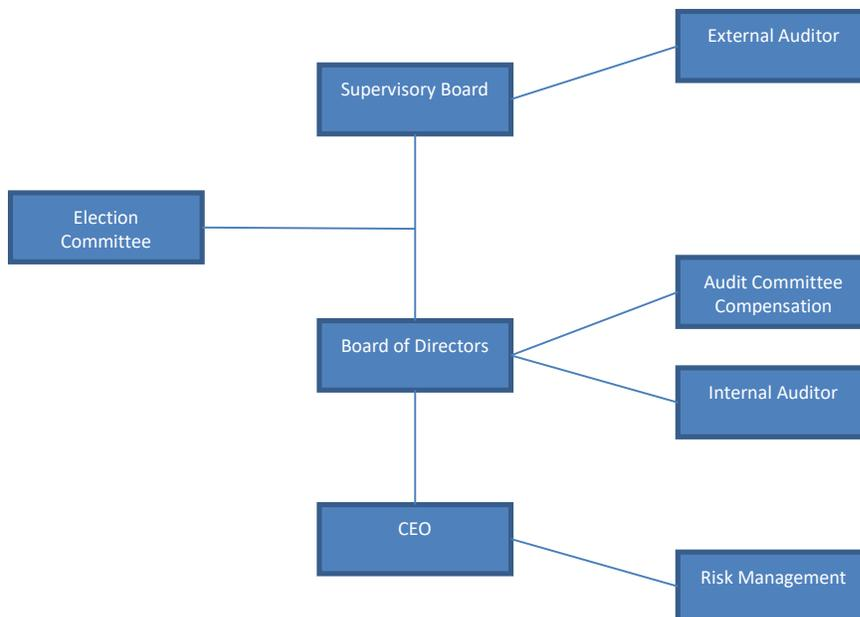 External Auditor
Supervisory Board
Election
Committee
Audit Committee
Compensation
Board of Directors
Internal Auditor
CEO
Risk Management